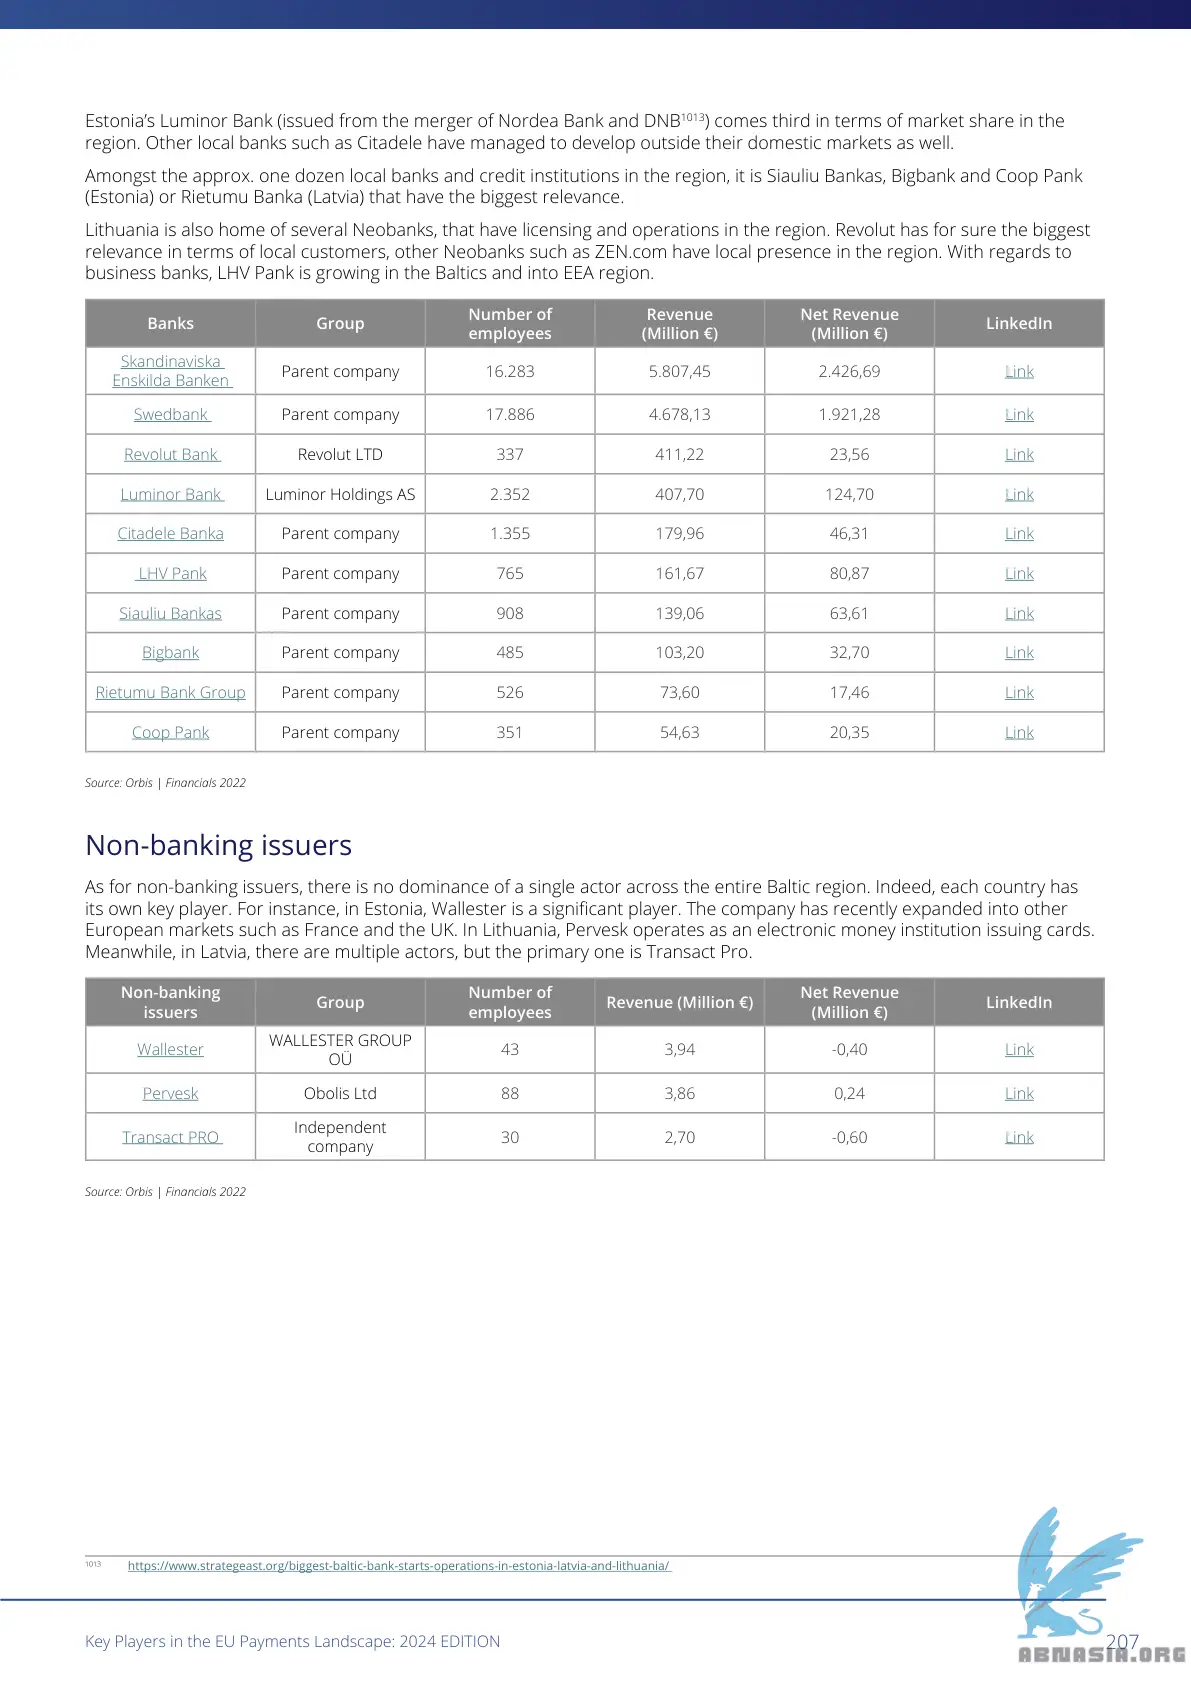 Estonia’s Luminor Bank (issued from the merger of Nordea Bank and DNB1013) comes third in terms of market share in the
region. Other local banks such as Citadele have managed to develop outside their domestic markets as well.
Amongst the approx. one dozen local banks and credit institutions in the region, it is Siauliu Bankas, Bigbank and Coop Pank
(Estonia) or Rietumu Banka (Latvia) that have the biggest relevance.
Lithuania is also home of several Neobanks, that have licensing and operations in the region. Revolut has for sure the biggest
relevance in terms of local customers, other Neobanks such as ZEN.com have local presence in the region. With regards to
business banks, LHV Pank is growing in the Baltics and into EEA region.
Banks Group Number of employees Revenue (Million €) Net Revenue (Million €) LinkedIn
Skandinaviska Enskilda Banken Parent company 16.283 5.807,45 2.426,69 Link
Swedbank Parent company 17.886 4.678,13 1.921,28 Link
Revolut Bank Revolut LTD 337 411,22 23,56 Link
Luminor Bank Luminor Holdings AS 2.352 407,70 124,70 Link
Citadele Banka Parent company 1.355 179,96 46,31 Link
LHV Pank Parent company 765 161,67 80,87 Link
Siauliu Bankas Parent company 908 139,06 63,61 Link
Bigbank Parent company 485 103,20 32,70 Link
Rietumu Bank Group Parent company 526 73,60 17,46 Link
Coop Pank Parent company 351 54,63 20,35 Link
Source: Orbis | Financials 2022
Non-banking issuers
As for non-banking issuers, there is no dominance of a single actor across the entire Baltic region. Indeed, each country has
its own key player. For instance, in Estonia, Wallester is a significant player. The company has recently expanded into other
European markets such as France and the UK. In Lithuania, Pervesk operates as an electronic money institution issuing cards.
Meanwhile, in Latvia, there are multiple actors, but the primary one is Transact Pro.
Non-banking issuers Group Number of employees Revenue (Million €) Net Revenue (Million €) LinkedIn
Wallester WALLESTER GROUP OÜ 43 3,94 -0,40 Link
Pervesk Obolis Ltd 88 3,86 0,24 Link
Transact PRO Independent company 30 2,70 -0,60 Link
Source: Orbis | Financials 2022
1013 https://www.strategeast.org/biggest-baltic-bank-starts-operations-in-estonia-latvia-and-lithuania/
Key Players in the EU Payments Landscape: 2024 EDITION
207
ABNASIA.ORG